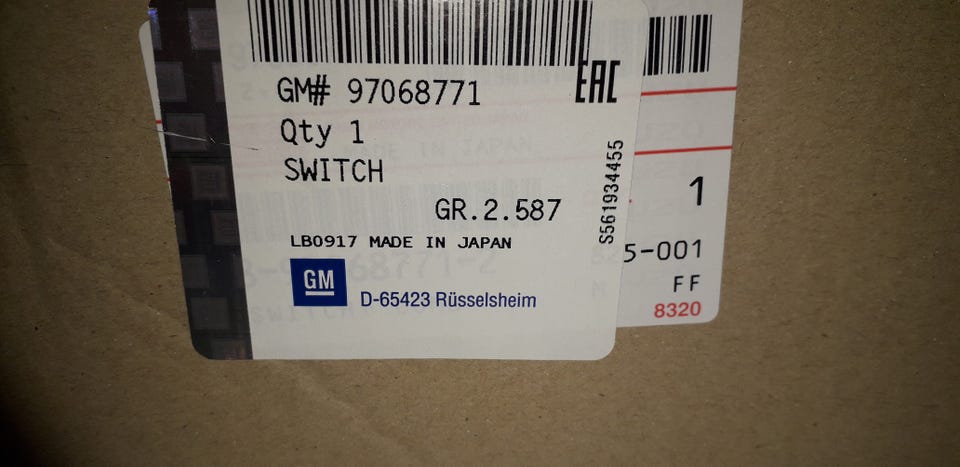 GM# 97068771
EAC
Qty 1
SWITCH
GR.2.587
LB0917 MADE IN JAPAN
GM
D-65423 Rüsselsheim
S561934455
1
5-001
FF
8320